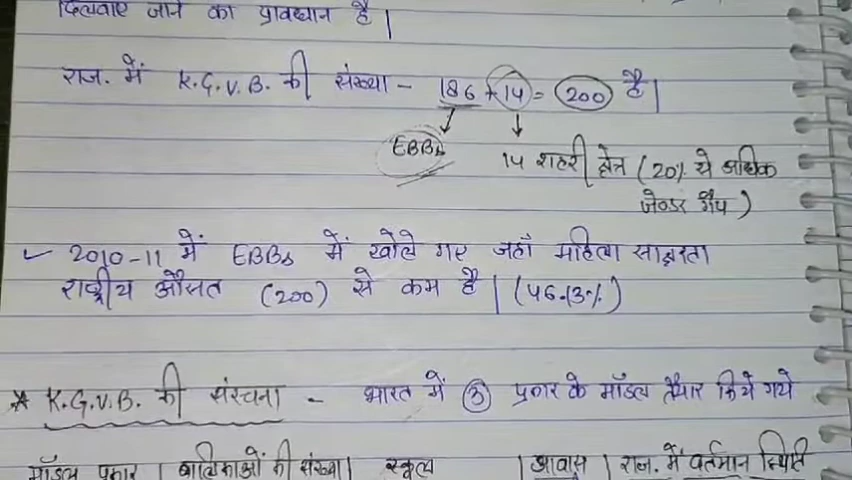 दिलवाए जाने का प्रावधान है |
राज. में K.G.V.B. की संख्या - 186 + 14 = 200 है |
EBBs 14 शहरी क्षेत्र (20% से अधिक
जेण्डर गैप)
2010-11 में EBBs में खोले गए जहाँ महिला साक्षरता
राष्ट्रीय औसत (200) से कम है | (46.13%)
* K.G.V.B. की संरचना - भारत में ③ प्रकार के मॉडल तैयार किये गये
मॉडल प्रकार | बालिकाओं की संख्या | स्कूल | आवास | राज. में वर्तमान स्थिति